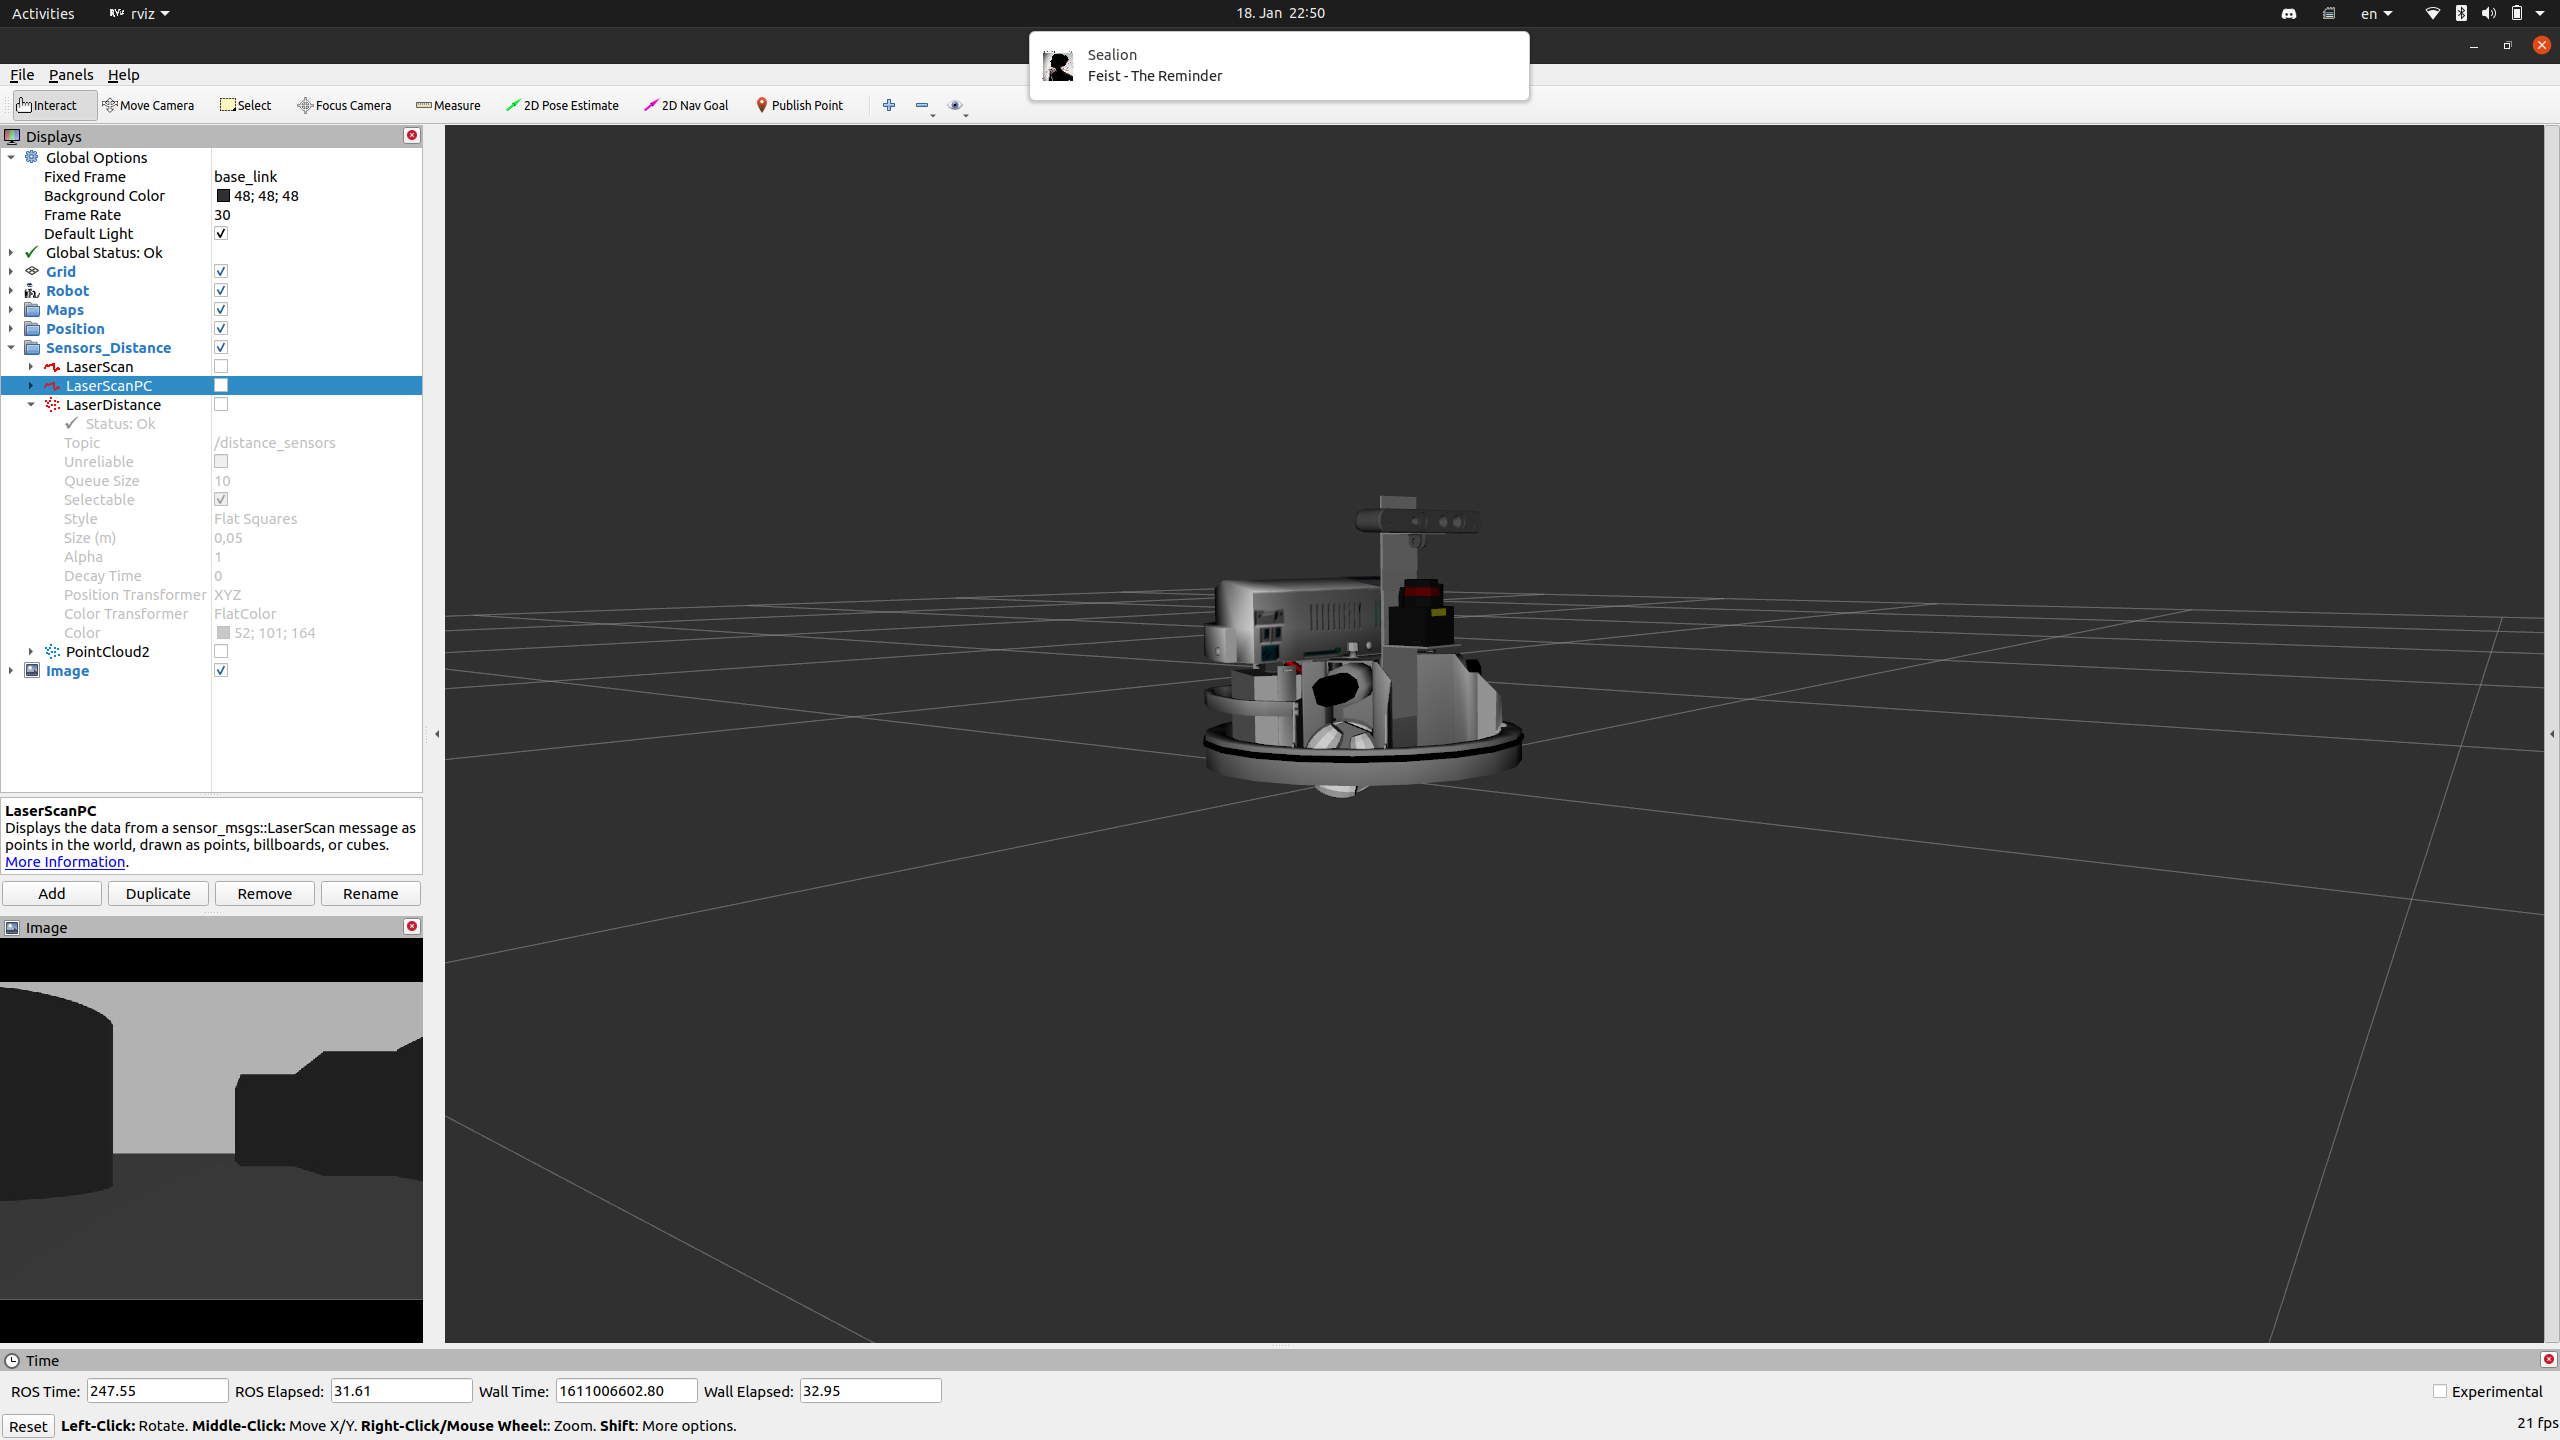 Activities rviz 18. Jan 22:50 en
Sealion
Feist - The Reminder
File Panels Help
Interact Move Camera Select Focus Camera Measure 2D Pose Estimate 2D Nav Goal Publish Point
Displays
Global Options
Fixed Frame base_link
Background Color 48; 48; 48
Frame Rate 30
Default Light
Global Status: Ok
Grid
Robot
Maps
Position
Sensors_Distance
LaserScan
LaserScanPC
LaserDistance
Status: Ok
Topic /distance_sensors
Unreliable
Queue Size 10
Selectable
Style Flat Squares
Size (m) 0,05
Alpha 1
Decay Time 0
Position Transformer XYZ
Color Transformer FlatColor
Color 52; 101; 164
PointCloud2
Image
LaserScanPC
Displays the data from a sensor_msgs::LaserScan message as
points in the world, drawn as points, billboards, or cubes.
More Information.
Add Duplicate Remove Rename
Image
Time
ROS Time: 247.55 ROS Elapsed: 31.61 Wall Time: 1611006602.80 Wall Elapsed: 32.95 Experimental
Reset Left-Click: Rotate. Middle-Click: Move X/Y. Right-Click/Mouse Wheel:: Zoom. Shift: More options. 21 fps